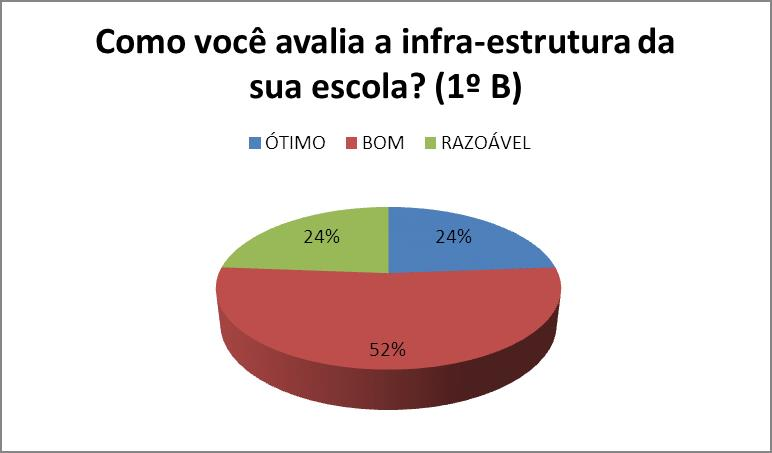 Como você avalia a infra-estrutura da
sua escola? (1º B)
ÓTIMO BOM RAZOÁVEL
24% 24%
52%